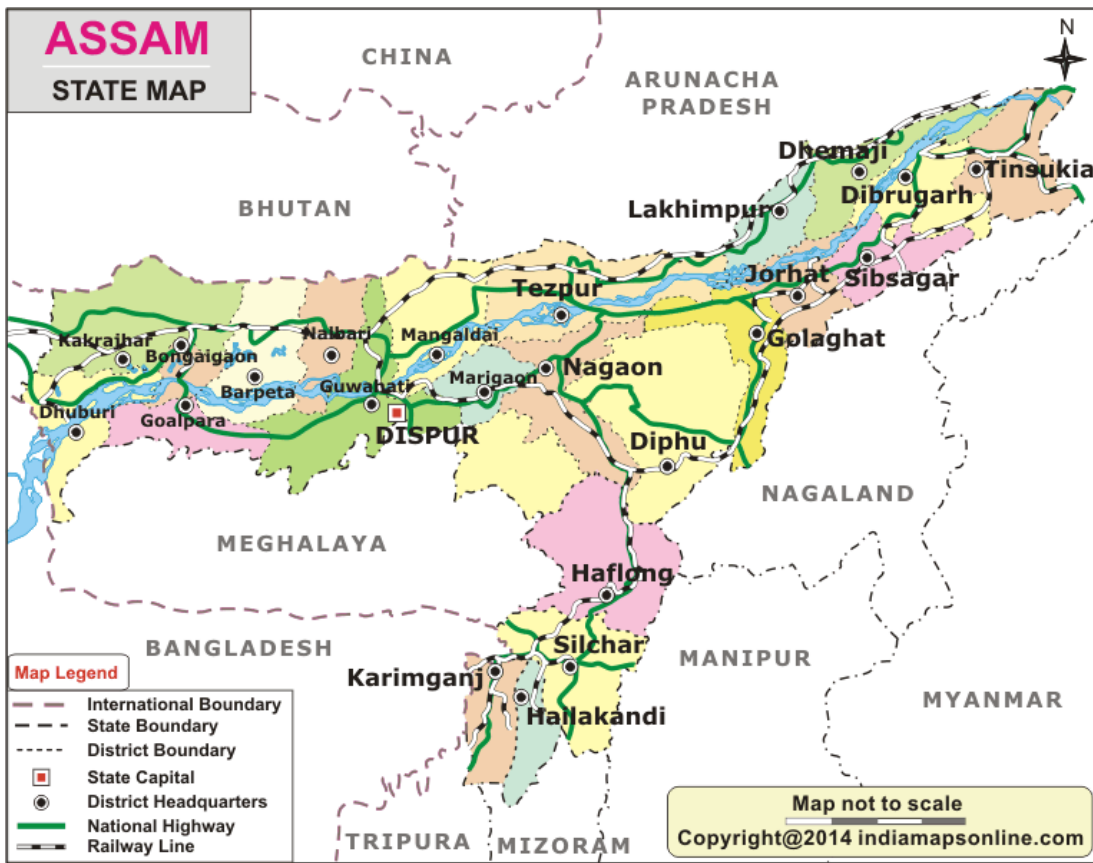 ASSAM
STATE MAP
N
CHINA
ARUNACHA
PRADESH
BHUTAN
Dhemaji
Tinsukia
Dibrugarh
Lakhimpur
Jorhat
Sibsagar
Tezpur
Golaghat
Kakrajhar
Bongaigaon
Nalbari
Mangaldai
Nagaon
Barpeta
Guwahati
Marigaon
Dhuburi
Goalpara
DISPUR
Diphu
NAGALAND
MEGHALAYA
Haflong
BANGLADESH
Silchar
MANIPUR
Karimganj
Hailakandi
MYANMAR
TRIPURA
MIZORAM
Map Legend
International Boundary
State Boundary
District Boundary
State Capital
District Headquarters
National Highway
Railway Line
Map not to scale
Copyright@2014 indiamapsonline.com